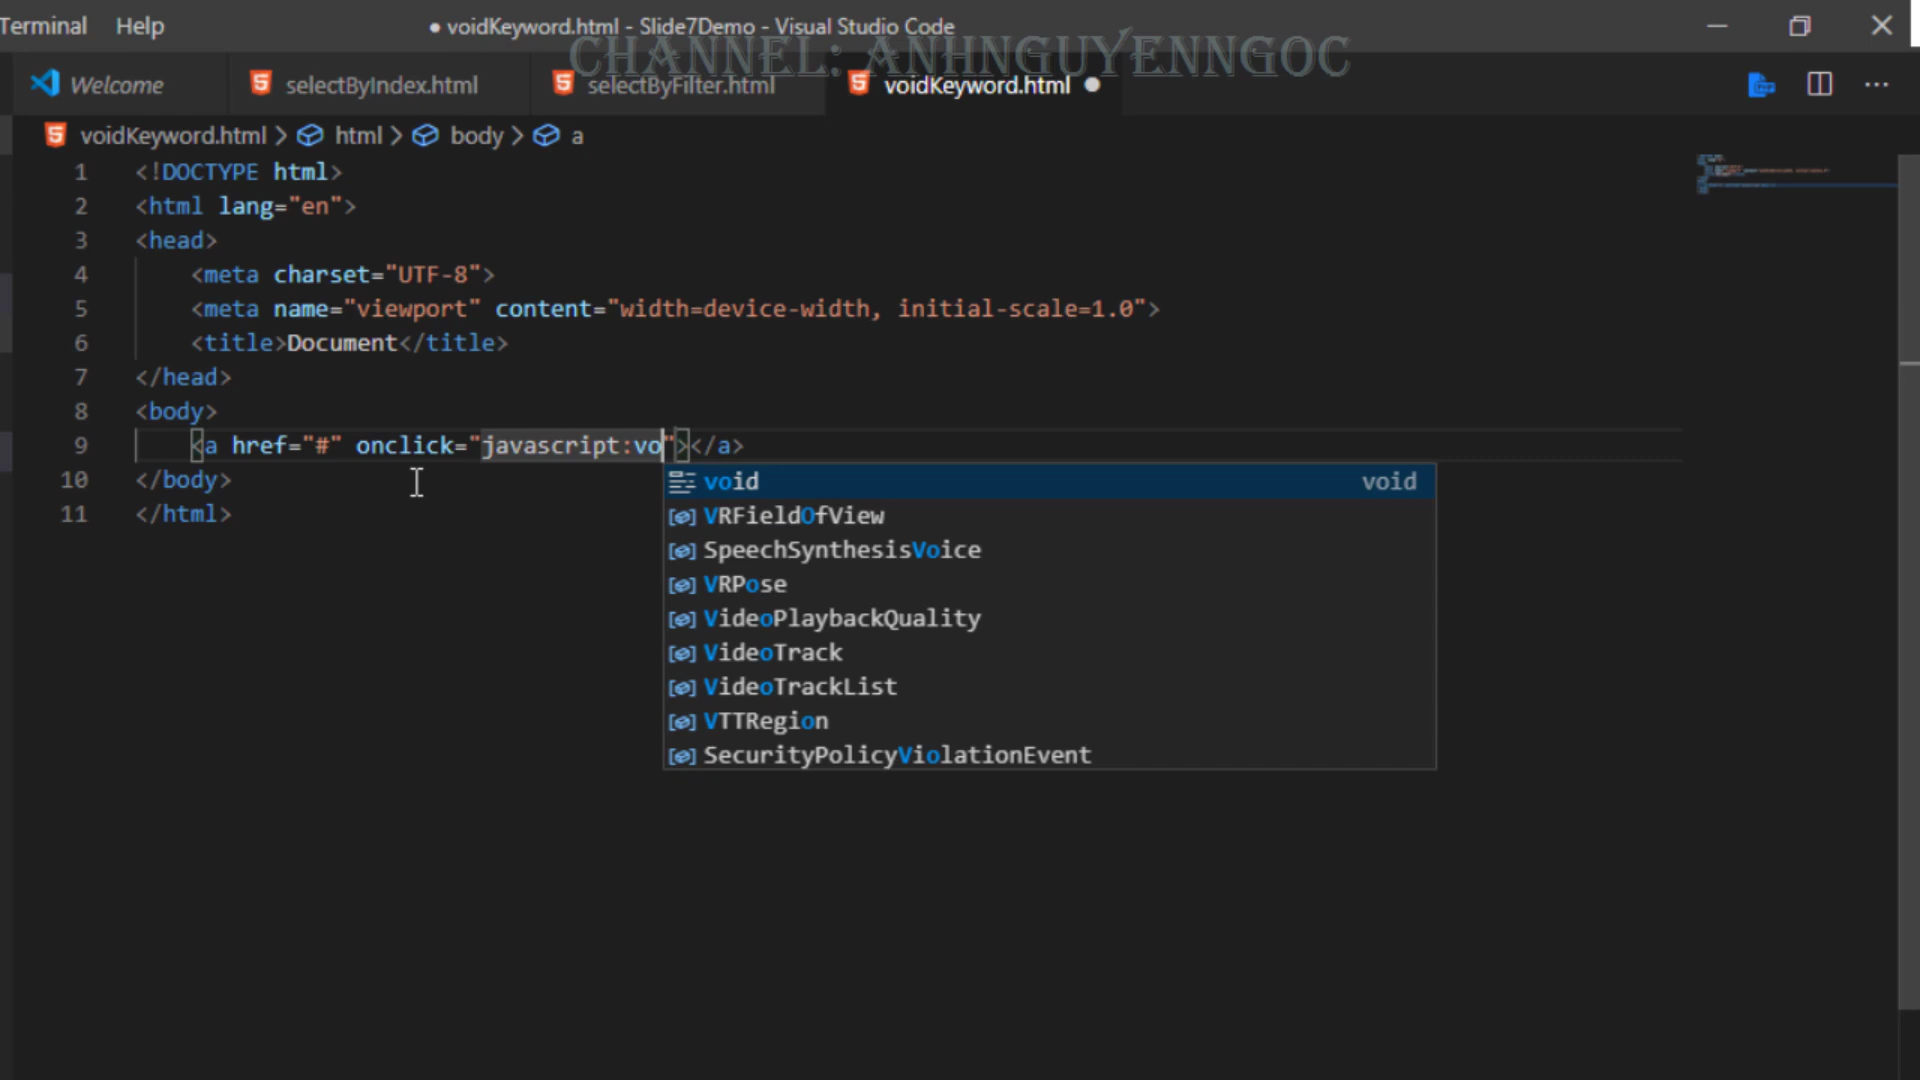 Terminal Help ● voidKeyword.html - Slide7Demo - Visual Studio Code
CHANNEL: ANHNGUYENNGOC
Welcome selectByIndex.html selectByFilter.html voidKeyword.html
voidKeyword.html > html > body > a
1 <!DOCTYPE html>
2 <html lang="en">
3 <head>
4 <meta charset="UTF-8">
5 <meta name="viewport" content="width=device-width, initial-scale=1.0">
6 <title>Document</title>
7 </head>
8 <body>
9 <a href="#" onclick="javascript:vo"></a>
10 </body>
11 </html>
void void
VRFieldOfView
SpeechSynthesisVoice
VRPose
VideoPlaybackQuality
VideoTrack
VideoTrackList
VTTRegion
SecurityPolicyViolationEvent